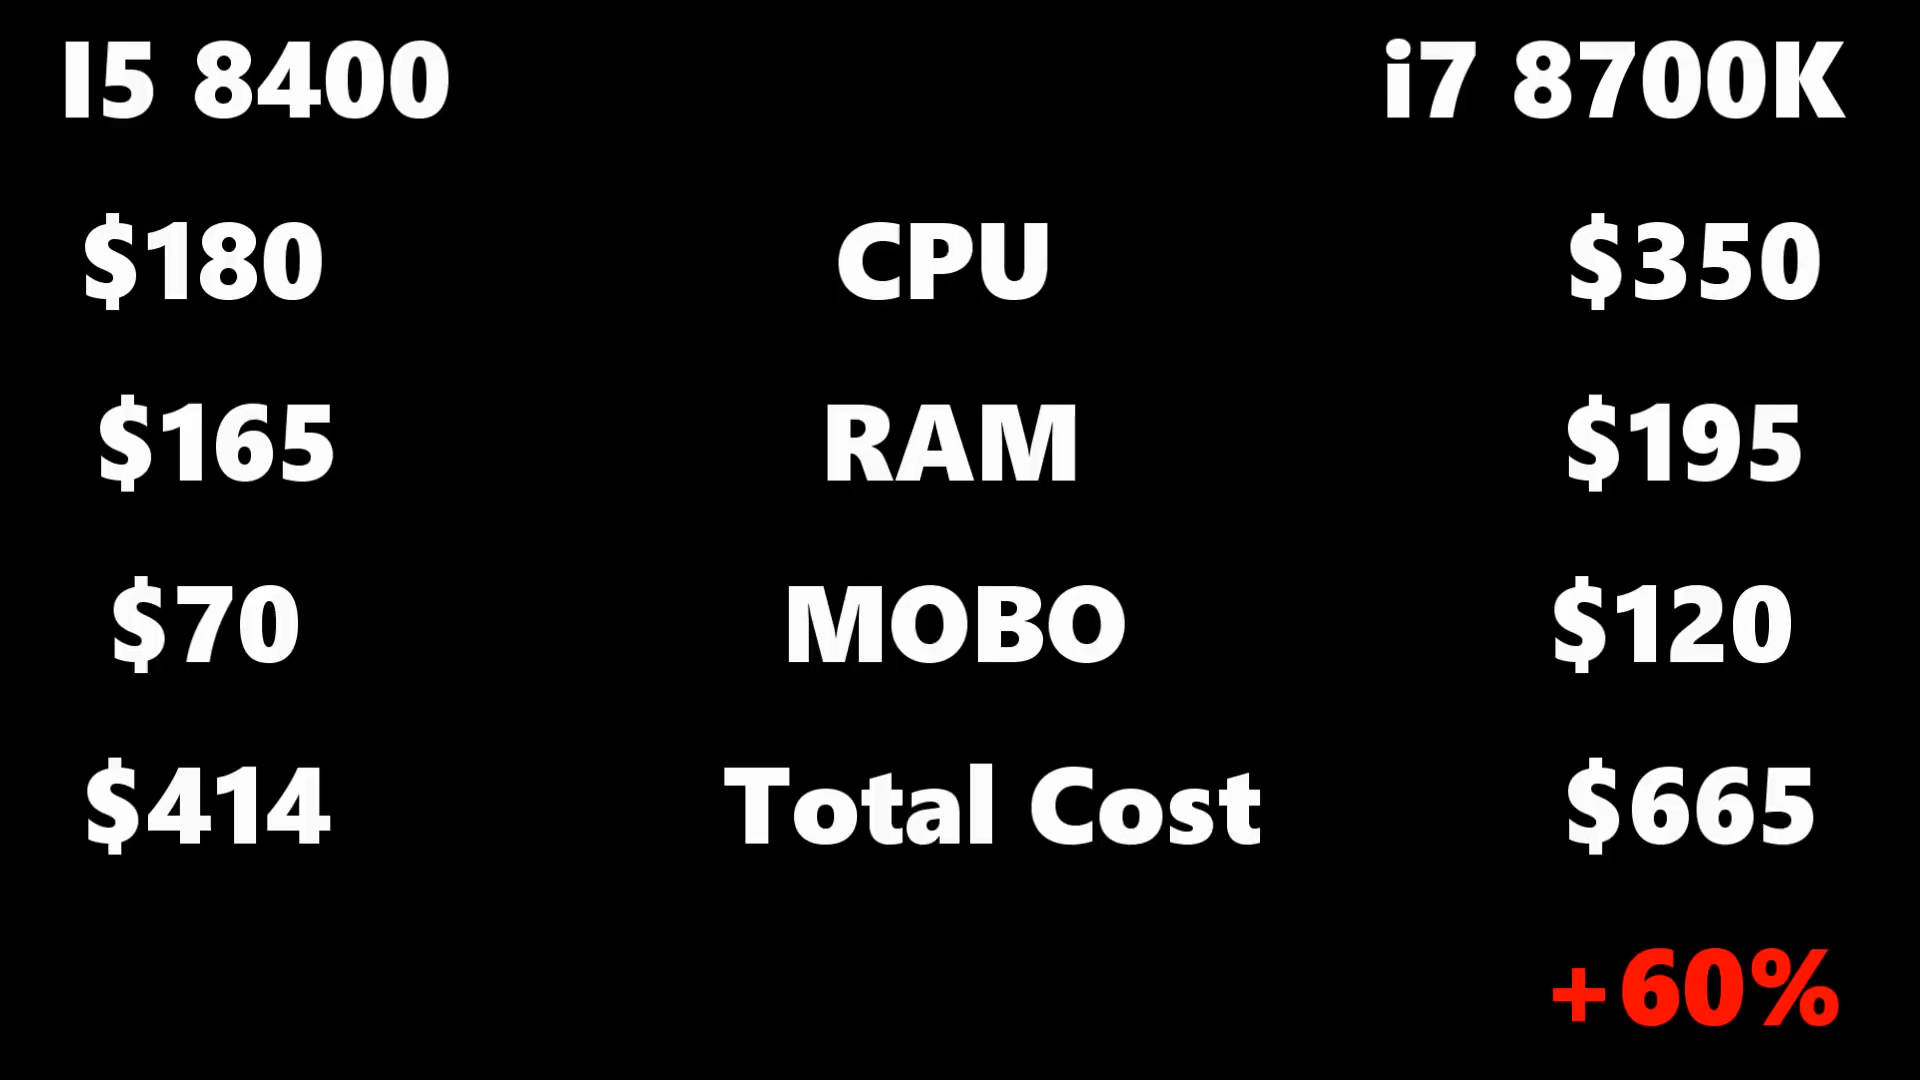 I5 8400 i7 8700K
$180 CPU $350
$165 RAM $195
$70 MOBO $120
$414 Total Cost $665
+60%